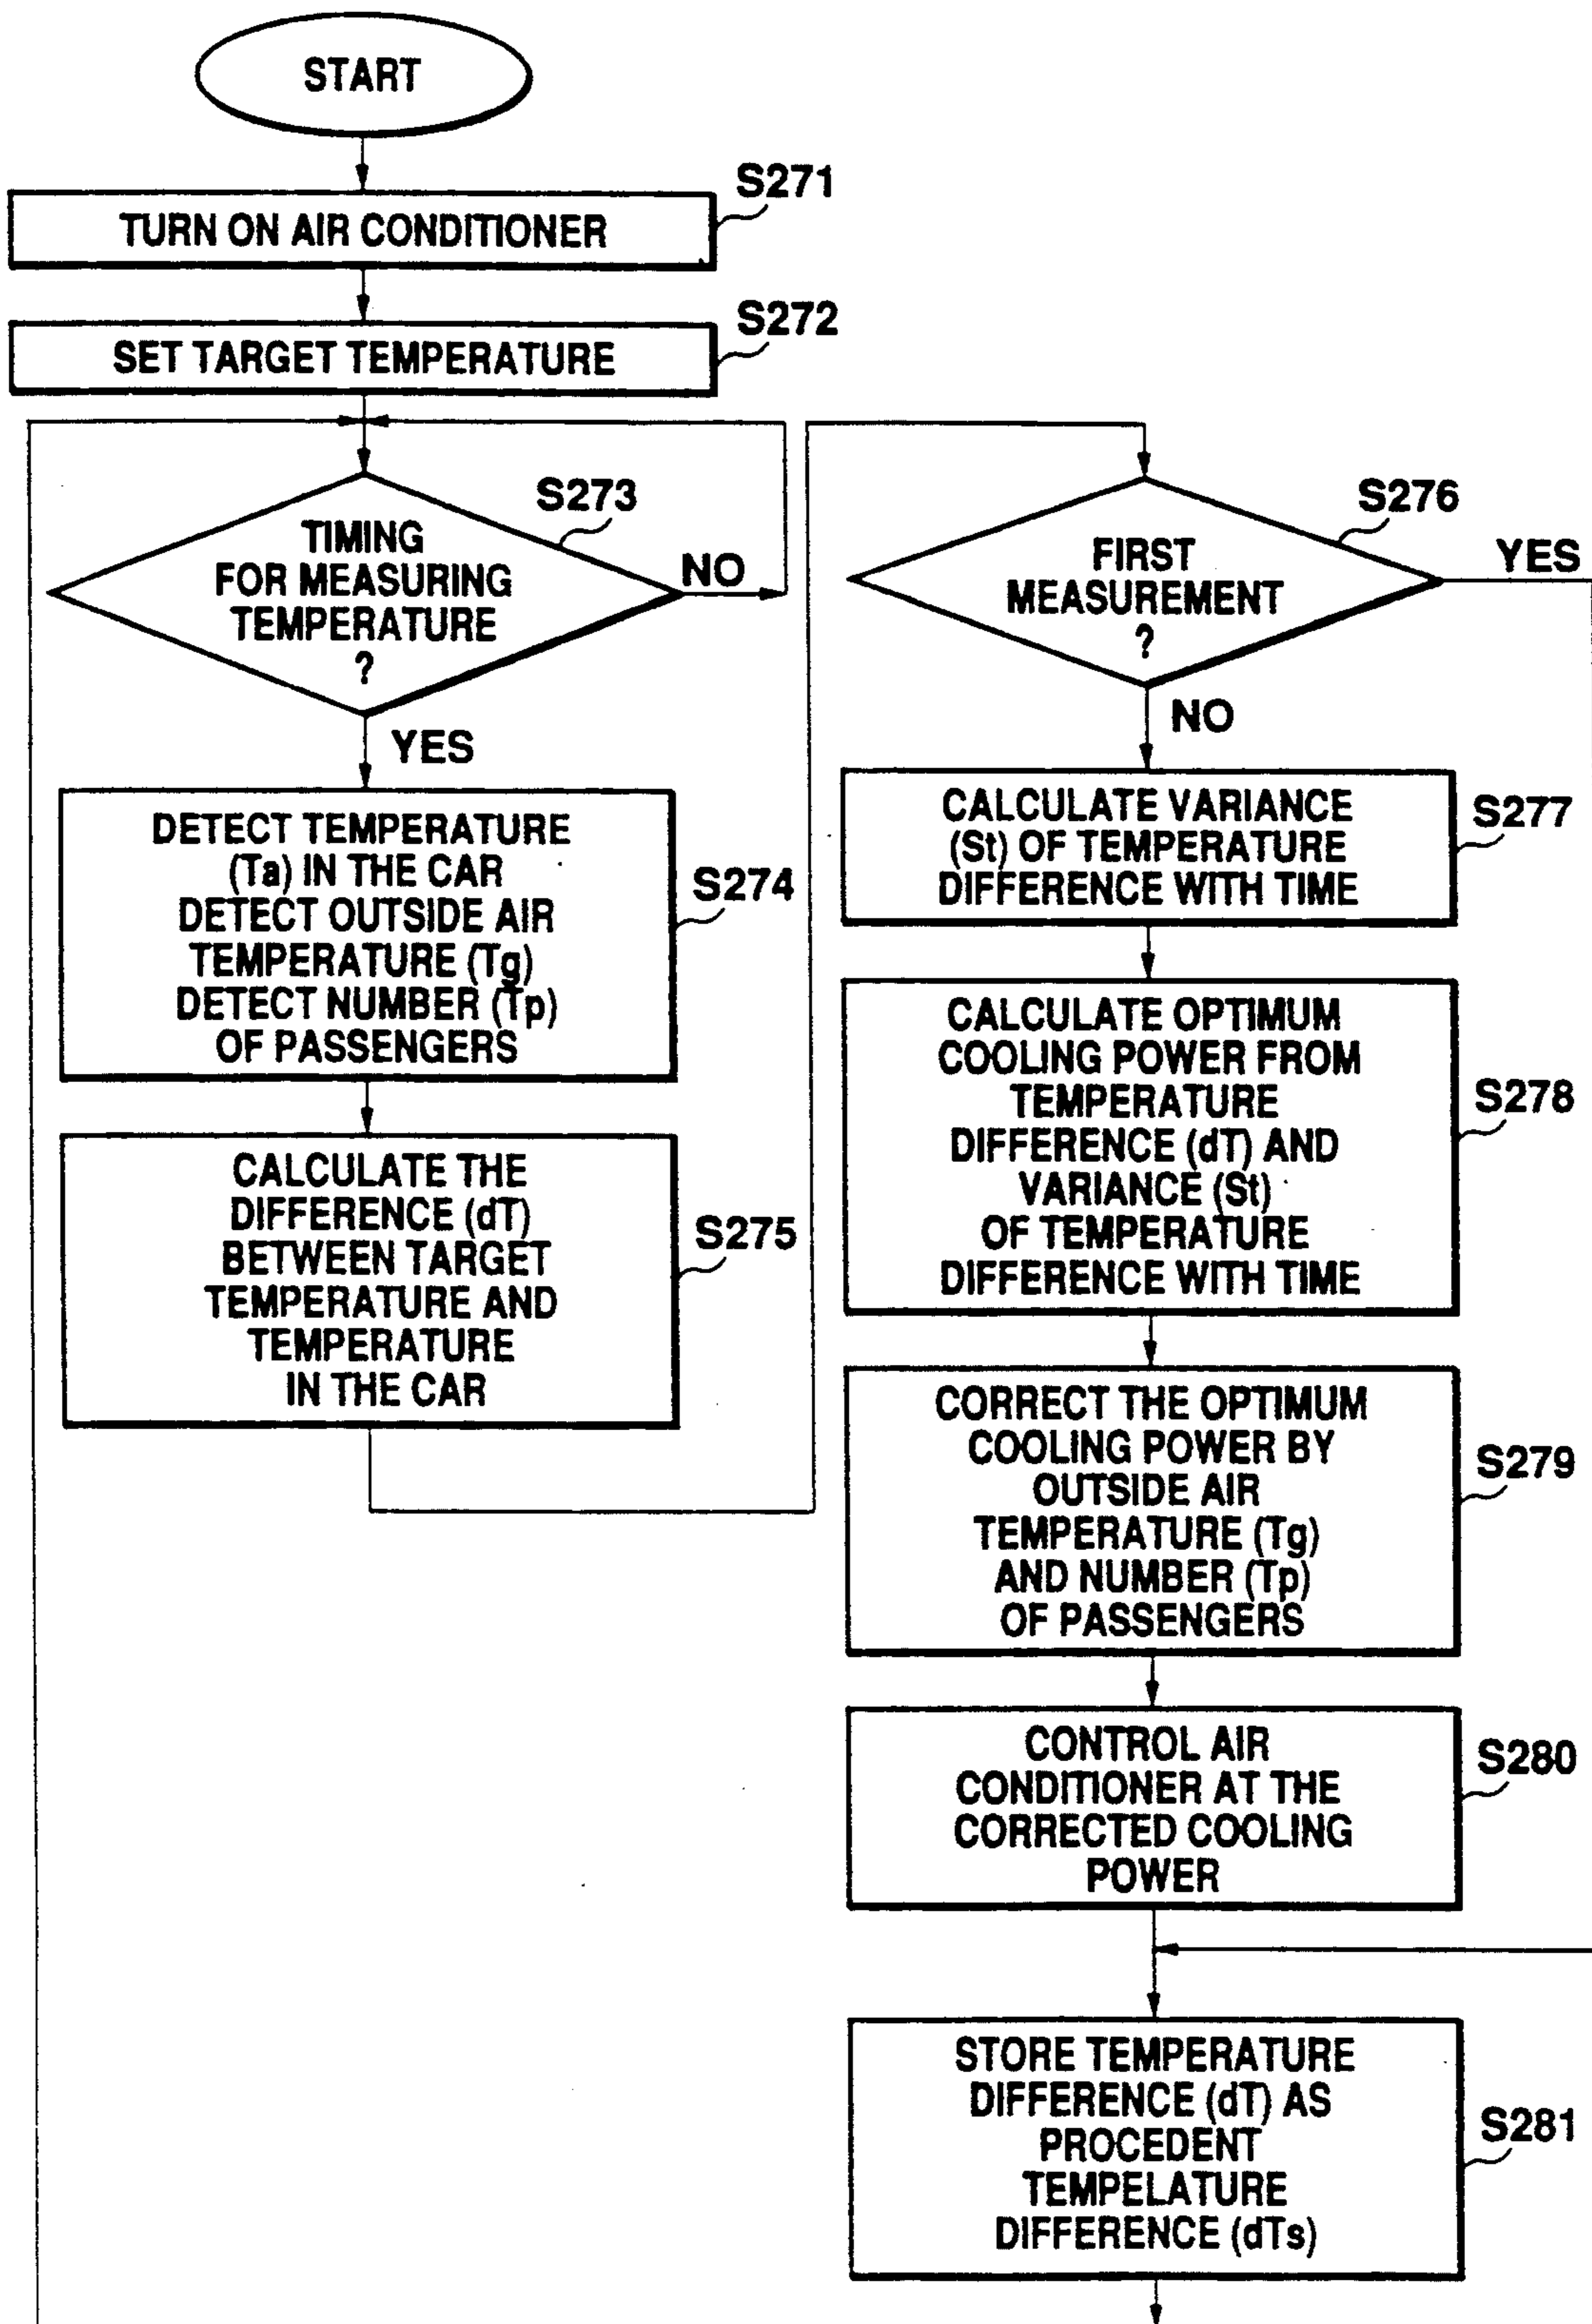 START
S271
TURN ON AIR CONDITIONER
S272
SET TARGET TEMPERATURE
S273
TIMING
FOR MEASURING
TEMPERATURE
?
NO
YES
DETECT TEMPERATURE
(Ta) IN THE CAR
DETECT OUTSIDE AIR
TEMPERATURE (Tg)
DETECT NUMBER (Tp)
OF PASSENGERS
S274
CALCULATE THE
DIFFERENCE (dT)
BETWEEN TARGET
TEMPERATURE AND
TEMPERATURE
IN THE CAR
S275
S276
FIRST
MEASUREMENT
?
YES
NO
CALCULATE VARIANCE
(St) OF TEMPERATURE
DIFFERENCE WITH TIME
S277
CALCULATE OPTIMUM
COOLING POWER FROM
TEMPERATURE
DIFFERENCE (dT) AND
VARIANCE (St)
OF TEMPERATURE
DIFFERENCE WITH TIME
S278
CORRECT THE OPTIMUM
COOLING POWER BY
OUTSIDE AIR
TEMPERATURE (Tg)
AND NUMBER (Tp)
OF PASSENGERS
S279
CONTROL AIR
CONDITIONER AT THE
CORRECTED COOLING
POWER
S280
STORE TEMPERATURE
DIFFERENCE (dT) AS
PROCEDENT
TEMPELATURE
DIFFERENCE (dTs)
S281